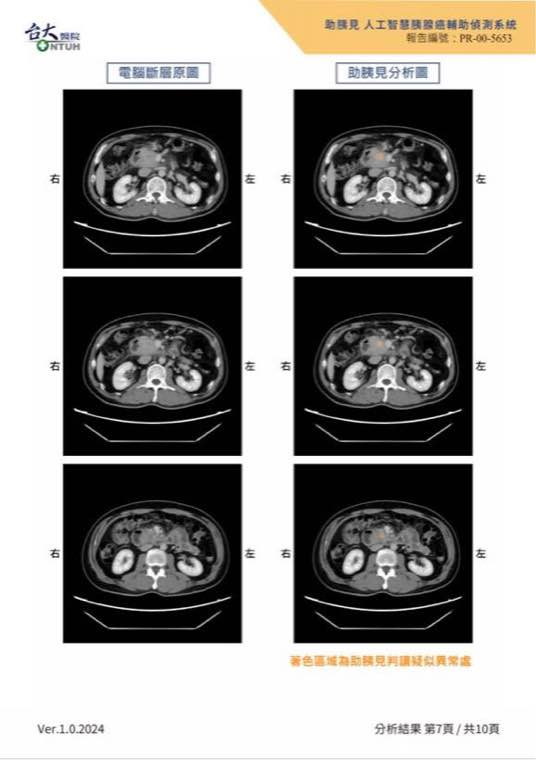 台大醫院
NTUH
助胰見 人工智慧胰腺癌輔助偵測系統
報告編號：PR-00-5653
電腦斷層原圖
助胰見分析圖
右
左
右
左
右
左
右
左
右
左
右
左
著色區域為助胰見判讀疑似異常處
Ver.1.0.2024
分析結果 第7頁 / 共10頁